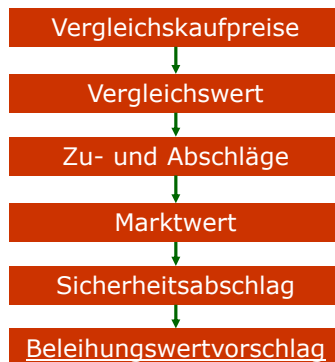 Vergleichskaufpreise
Vergleichswert
Zu- und Abschläge
Marktwert
Sicherheitsabschlag
Beleihungswertvorschlag